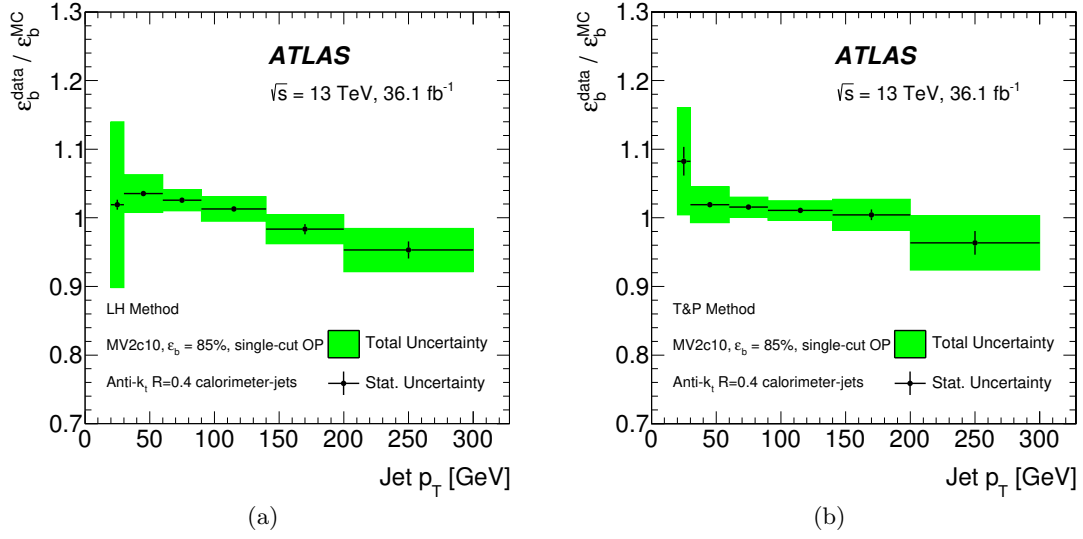 ε_b^data / ε_b^MC
1.3
1.2
1.1
1
0.9
0.8
0.7
ATLAS
√s = 13 TeV, 36.1 fb⁻¹
LH Method
MV2c10, ε_b = 85%, single-cut OP
Total Uncertainty
Anti-k_t R=0.4 calorimeter-jets
Stat. Uncertainty
0 50 100 150 200 250 300
Jet p_T [GeV]
(a)
ε_b^data / ε_b^MC
1.3
1.2
1.1
1
0.9
0.8
0.7
ATLAS
√s = 13 TeV, 36.1 fb⁻¹
T&P Method
MV2c10, ε_b = 85%, single-cut OP
Total Uncertainty
Anti-k_t R=0.4 calorimeter-jets
Stat. Uncertainty
0 50 100 150 200 250 300
Jet p_T [GeV]
(b)